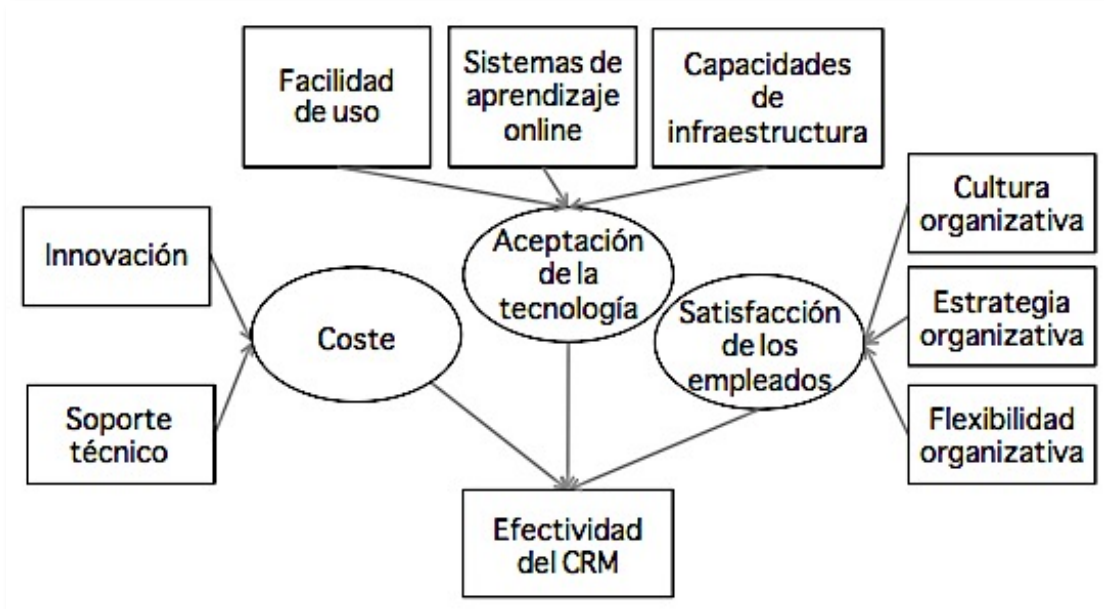 Facilidad
de uso
Sistemas de
aprendizaje
online
Capacidades
de
infraestructura
Innovación
Soporte
técnico
Coste
Aceptación
de la
tecnología
Satisfacción
de los
empleados
Cultura
organizativa
Estrategia
organizativa
Flexibilidad
organizativa
Efectividad
del CRM